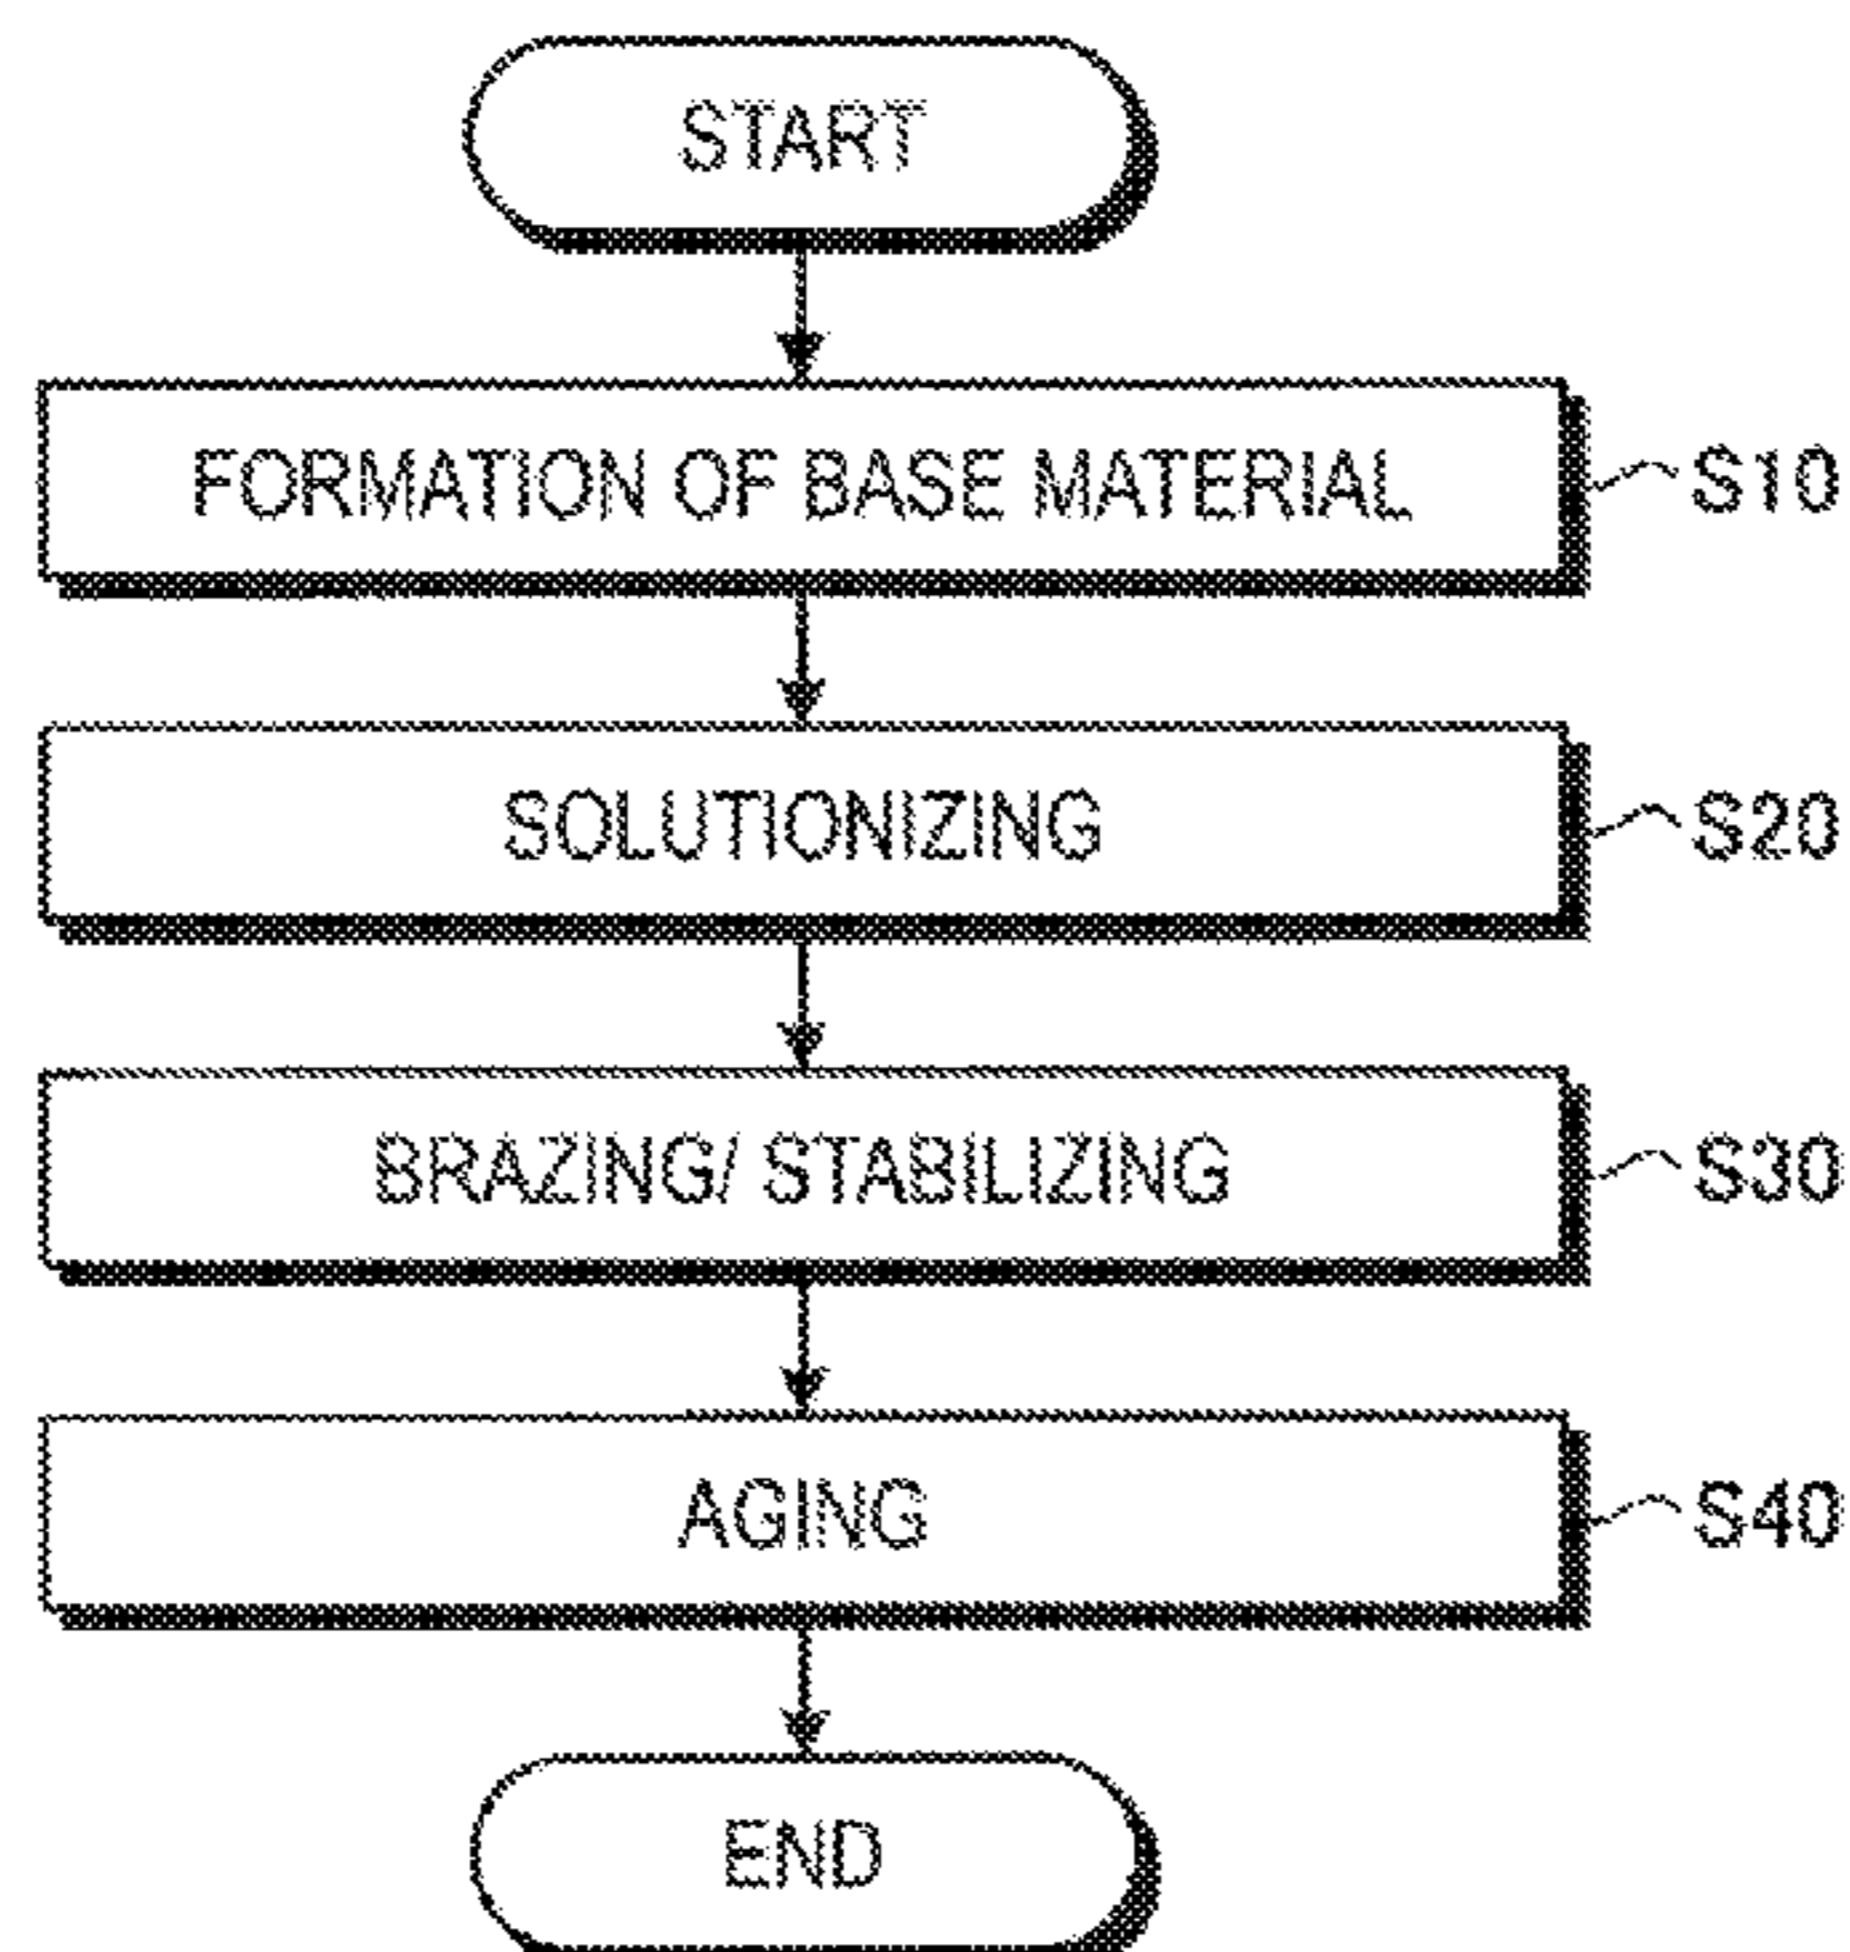 START
FORMATION OF BASE MATERIAL S10
SOLUTIONIZING S20
BRAZING/ STABILIZING S30
AGING S40
END